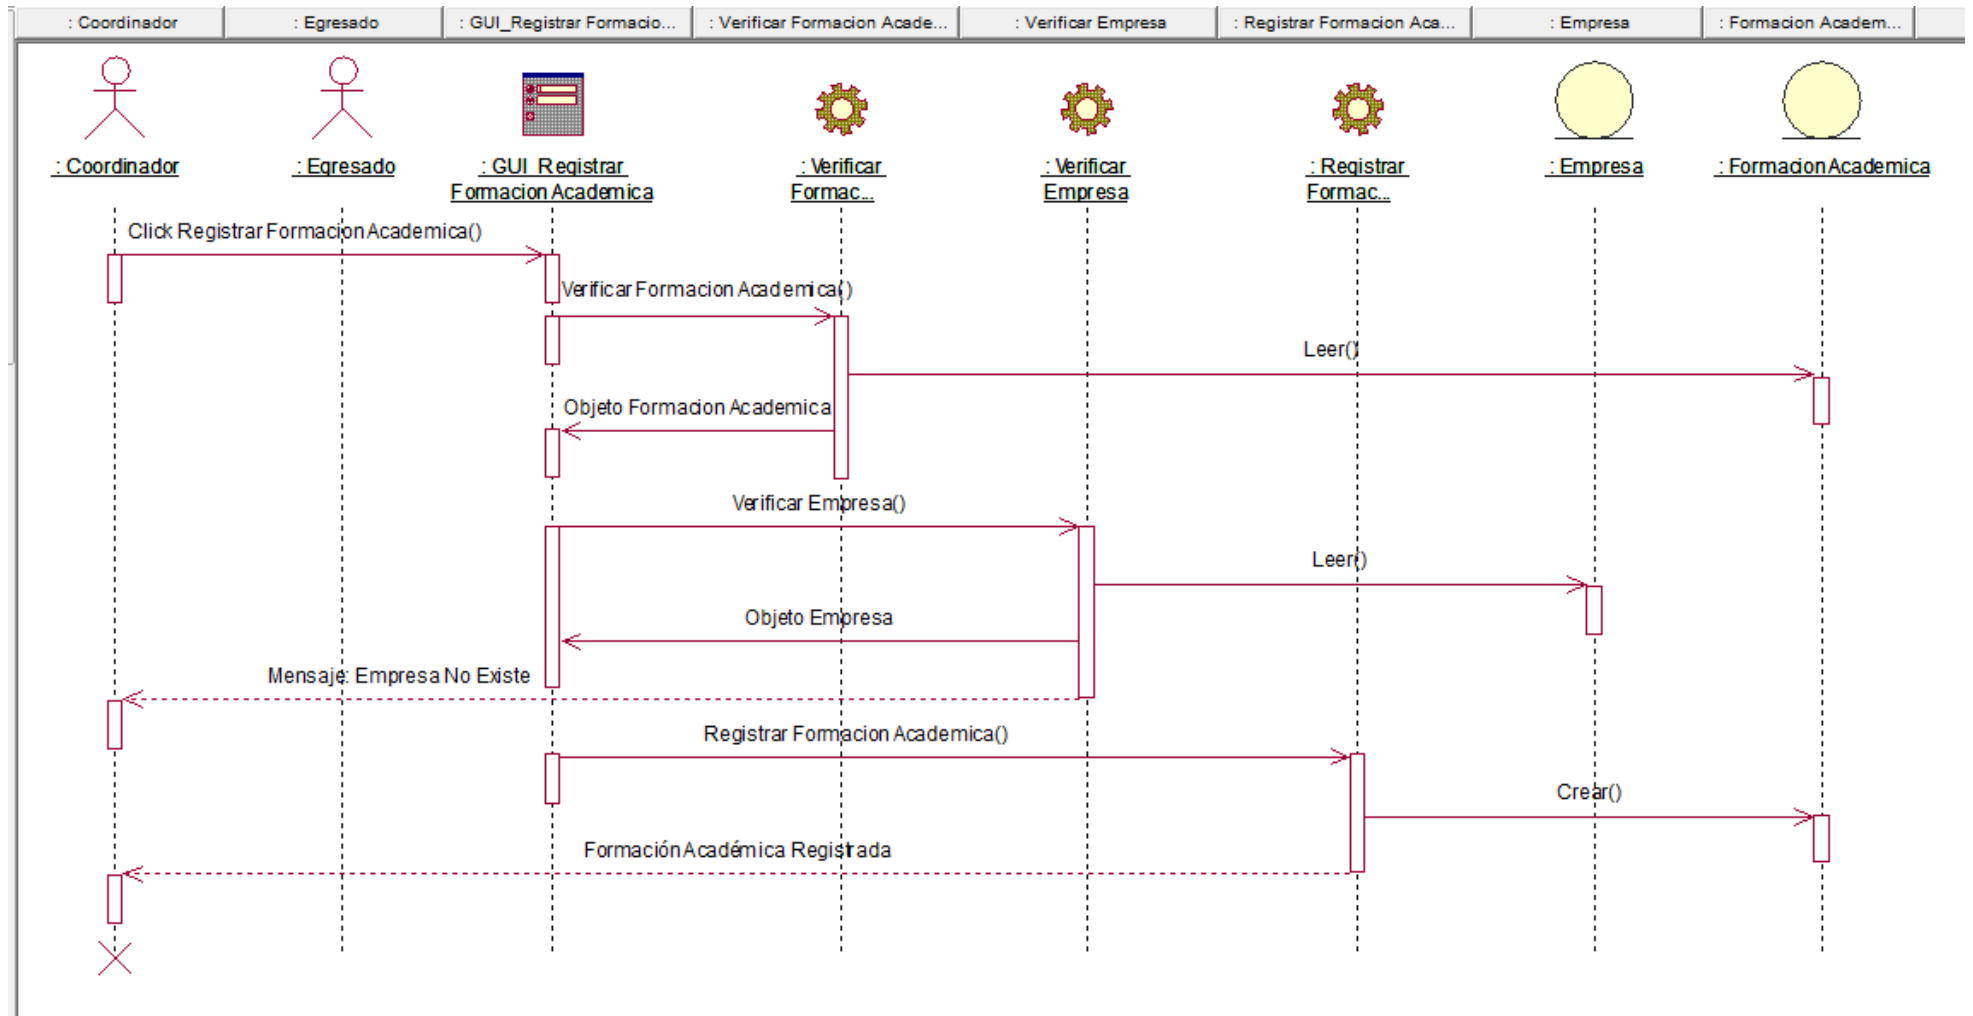 : Coordinador
: Egresado
: GUI_Registrar Formacio...
: Verificar Formacion Acade...
: Verificar Empresa
: Registrar Formacion Aca...
: Empresa
: Formacion Academ...
: Coordinador
: Egresado
: GUI_Registrar
Formacion Academica
: Verificar
Formac...
: Verificar
Empresa
: Registrar
Formac...
: Empresa
: Formacion Academica
Click Registrar Formacion Academica()
Verificar Formacion Academica()
Leer()
Objeto Formacion Academica
Verificar Empresa()
Leer()
Objeto Empresa
Mensaje: Empresa No Existe
Registrar Formacion Academica()
Crear()
Formación Académica Registrada